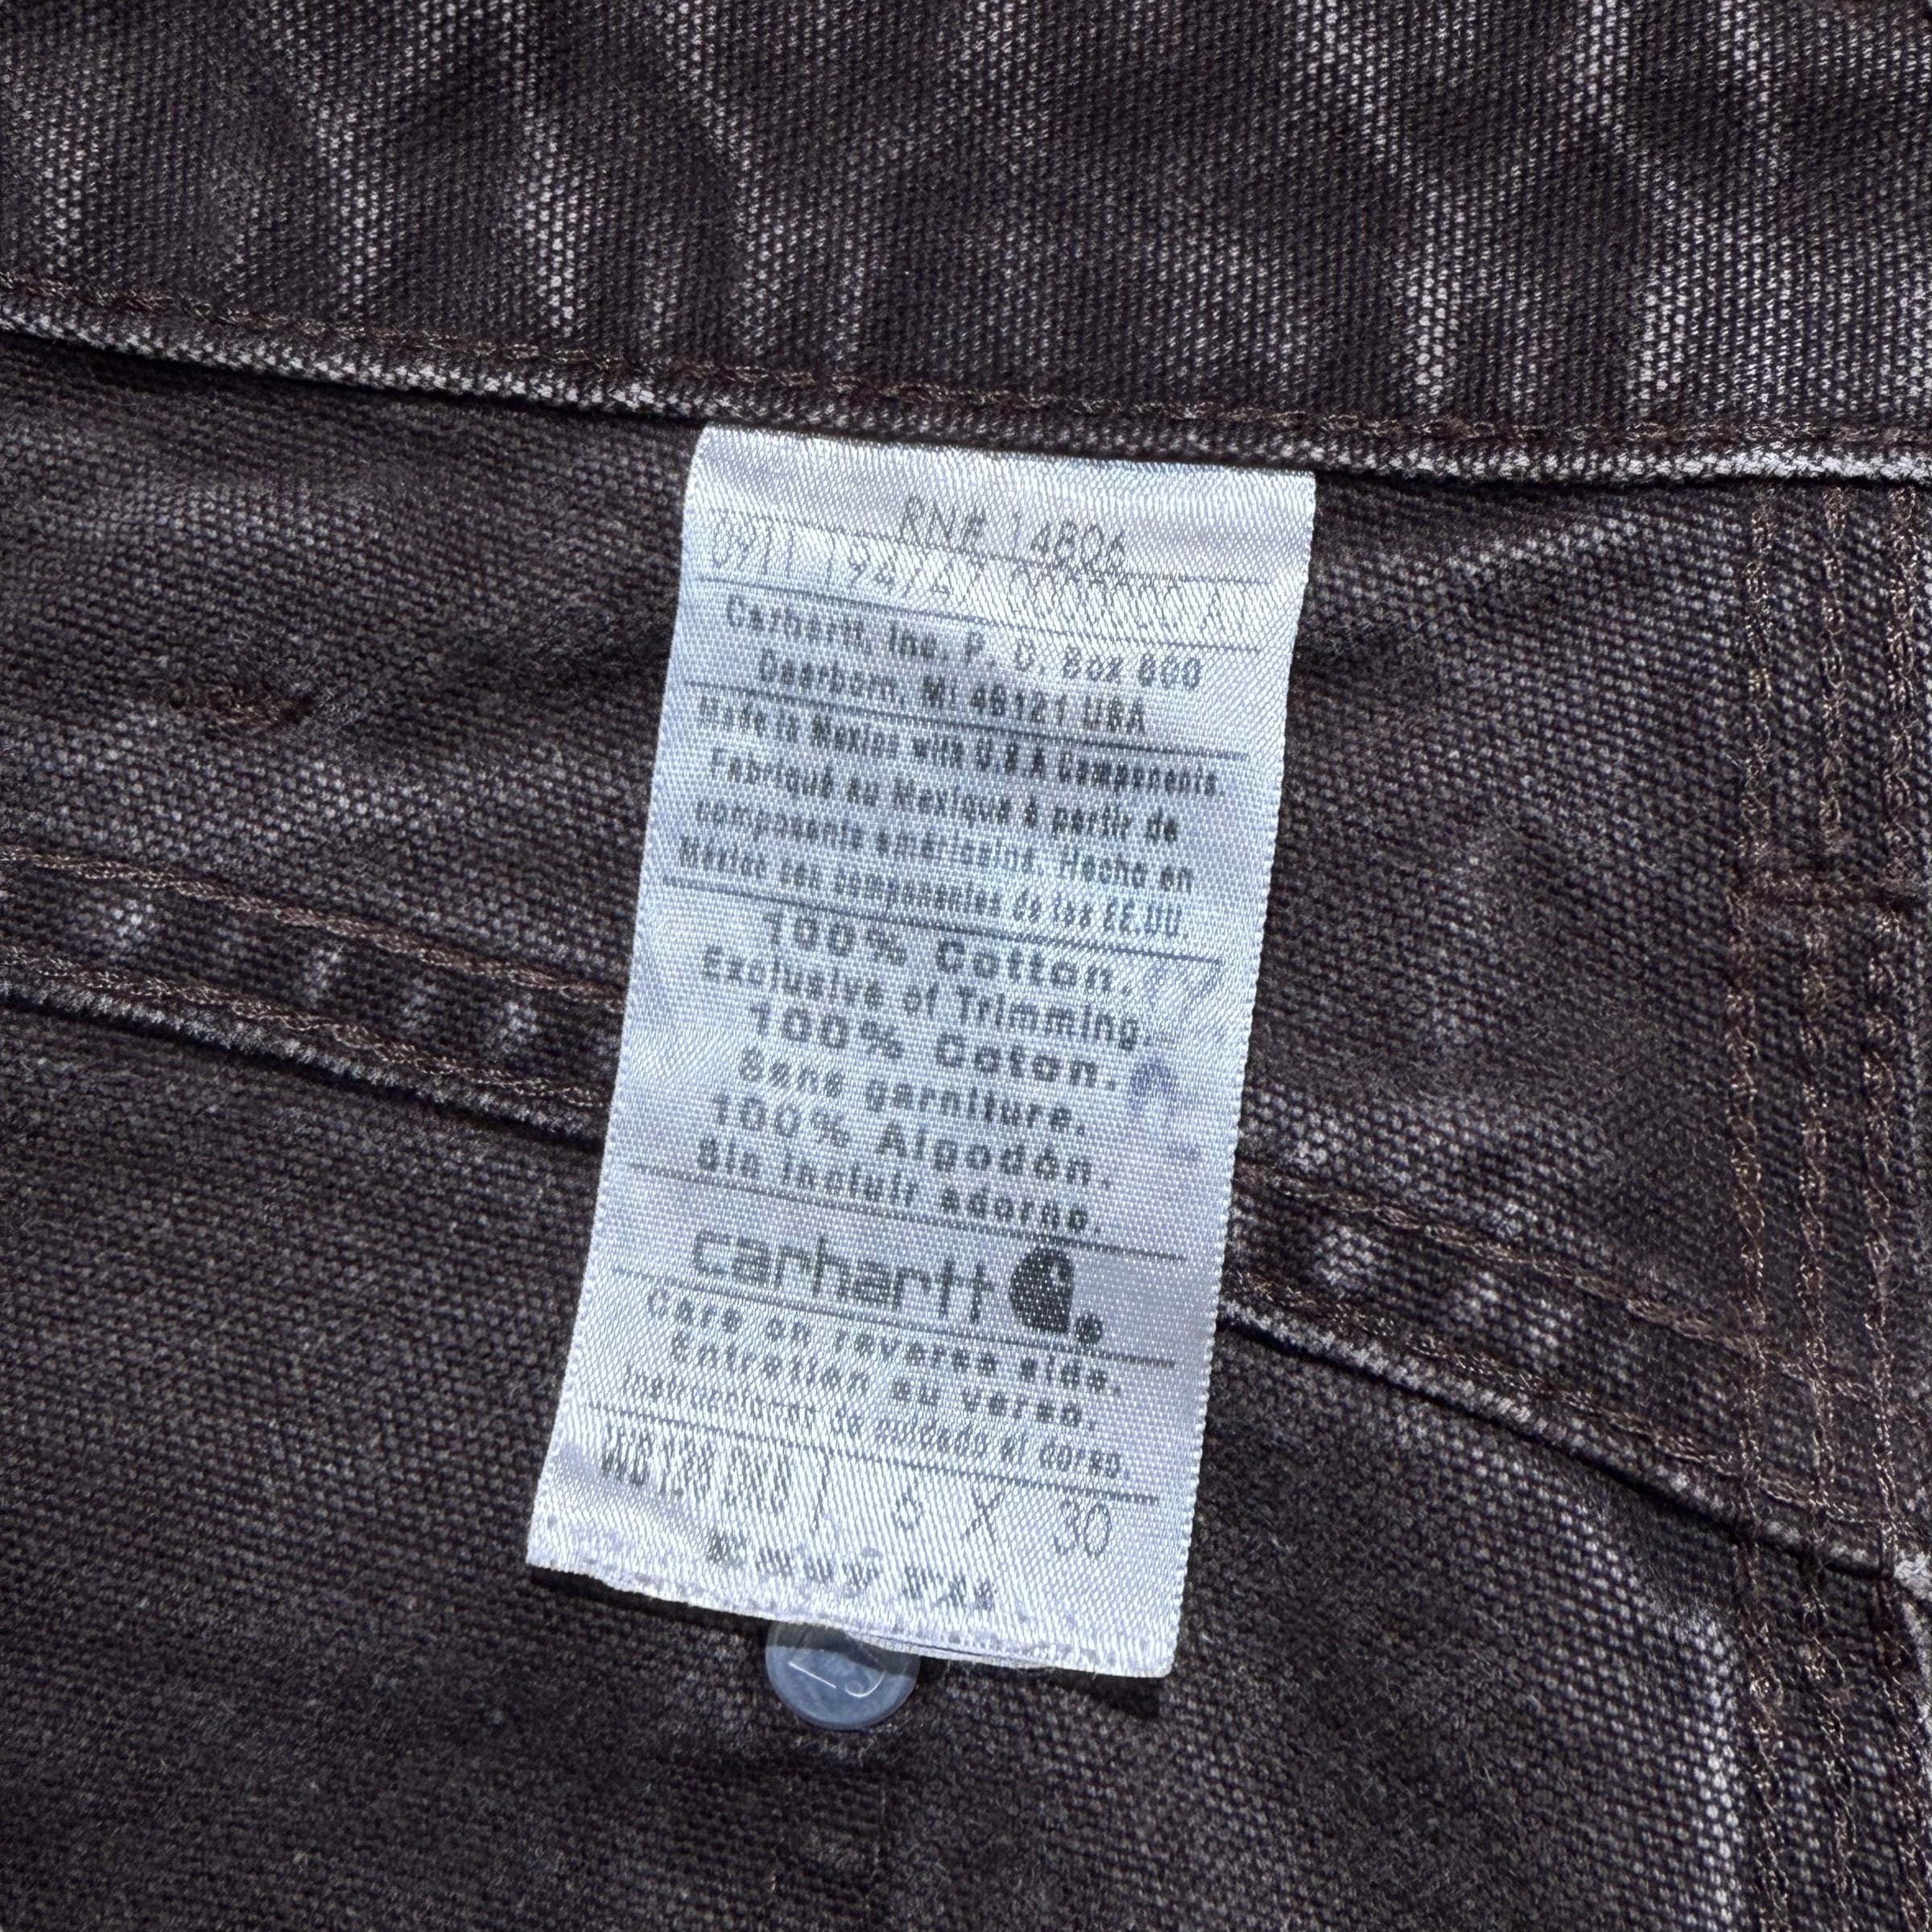 RN# 14806
Carhartt, Inc. P. O. Box 600
Dearborn, MI 48121 USA
Made in Mexico with U.S.A Components.
Fabriqué au Mexique à partir de
composants américains. Hecho en
México con componentes de los EE.UU.
100% Cotton.
Exclusive of Trimming.
100% Coton.
Sans garniture.
100% Algodón.
Sin incluir adorno.
carhartt
Care on reverse side.
Entretien au verso.
Instrucciones de cuidado al dorso.
6 X 30